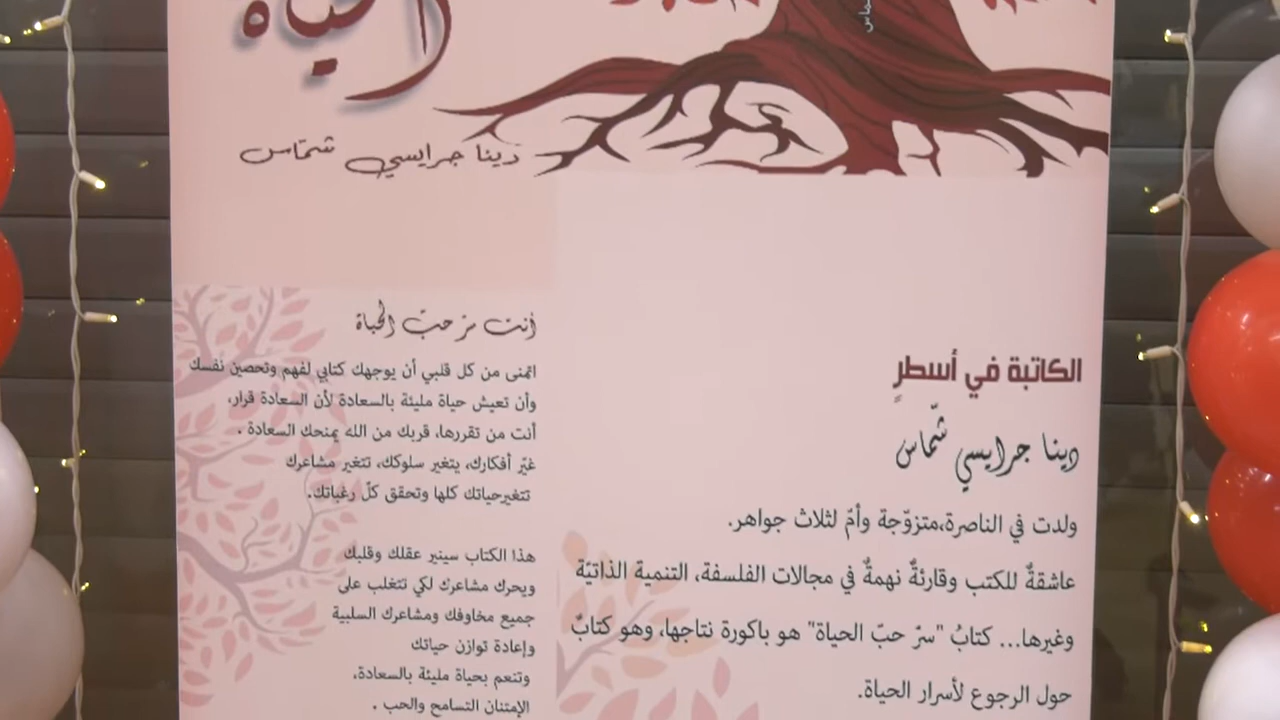 الحياة
شمّاس
دينا جرايسي شمّاس
الكاتبة في أسطرٍ
دينا جرايسي شمّاس
ولدت في الناصرة،متزوّجة وأمّ لثلاث جواهر.
عاشقةٌ للكتب وقارئةٌ نهمةٌ في مجالات الفلسفة، التنمية الذاتيّة
وغيرها... كتابُ "سرّ حبّ الحياة" هو باكورة نتاجها، وهو كتابٌ
حول الرجوع لأسرار الحياة.
أنت سرّ حبّ الحياة
اتمنى من كل قلبي أن يوجهك كتابي لفهم وتحصين نفسك
وأن تعيش حياة مليئة بالسعادة لأن السعادة قرار،
أنت من تقررها، قربك من الله يمنحك السعادة .
غيّر أفكارك، يتغير سلوكك، تتغير مشاعرك
تتغيرحياتك كلها وتحقق كلّ رغباتك.
هذا الكتاب سينير عقلك وقلبك
ويحرك مشاعرك لكي تتغلب على
جميع مخاوفك ومشاعرك السلبية
وإعادة توازن حياتك
وتنعم بحياة مليئة بالسعادة،
الإمتنان التسامح والحب .